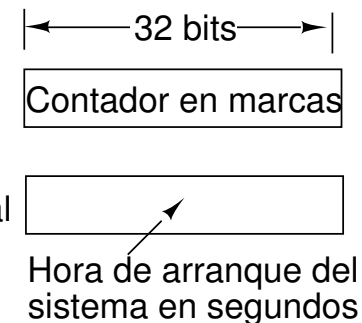 32 bits
Contador en marcas
Hora de arranque del
sistema en segundos